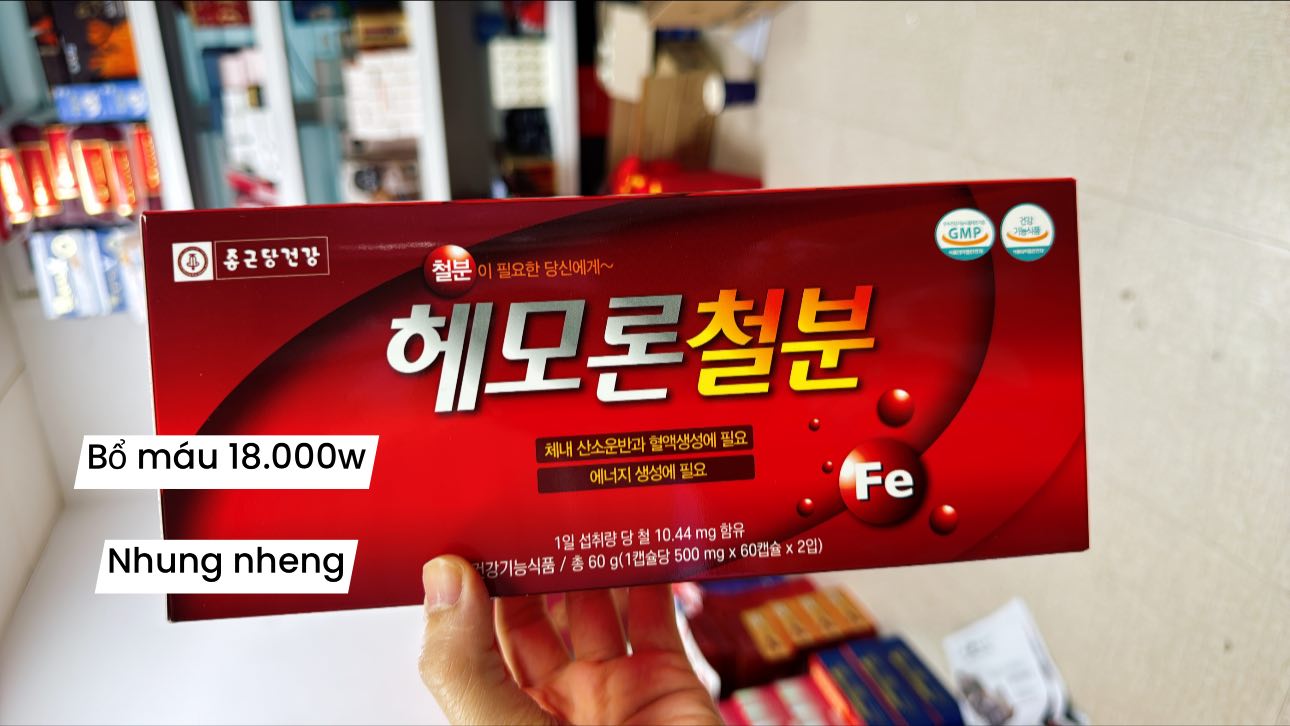 종근당건강
철분이 필요한 당신에게~
헤모론철분
체내 산소운반과 혈액생성에 필요
에너지 생성에 필요
Fe
1일 섭취량 당 철 10.44 mg 함유
건강기능식품 / 총 60 g(1캡슐당 500 mg x 60캡슐 x 2입)
GMP
건강
기능식품
Bổ máu 18.000w
Nhung nheng